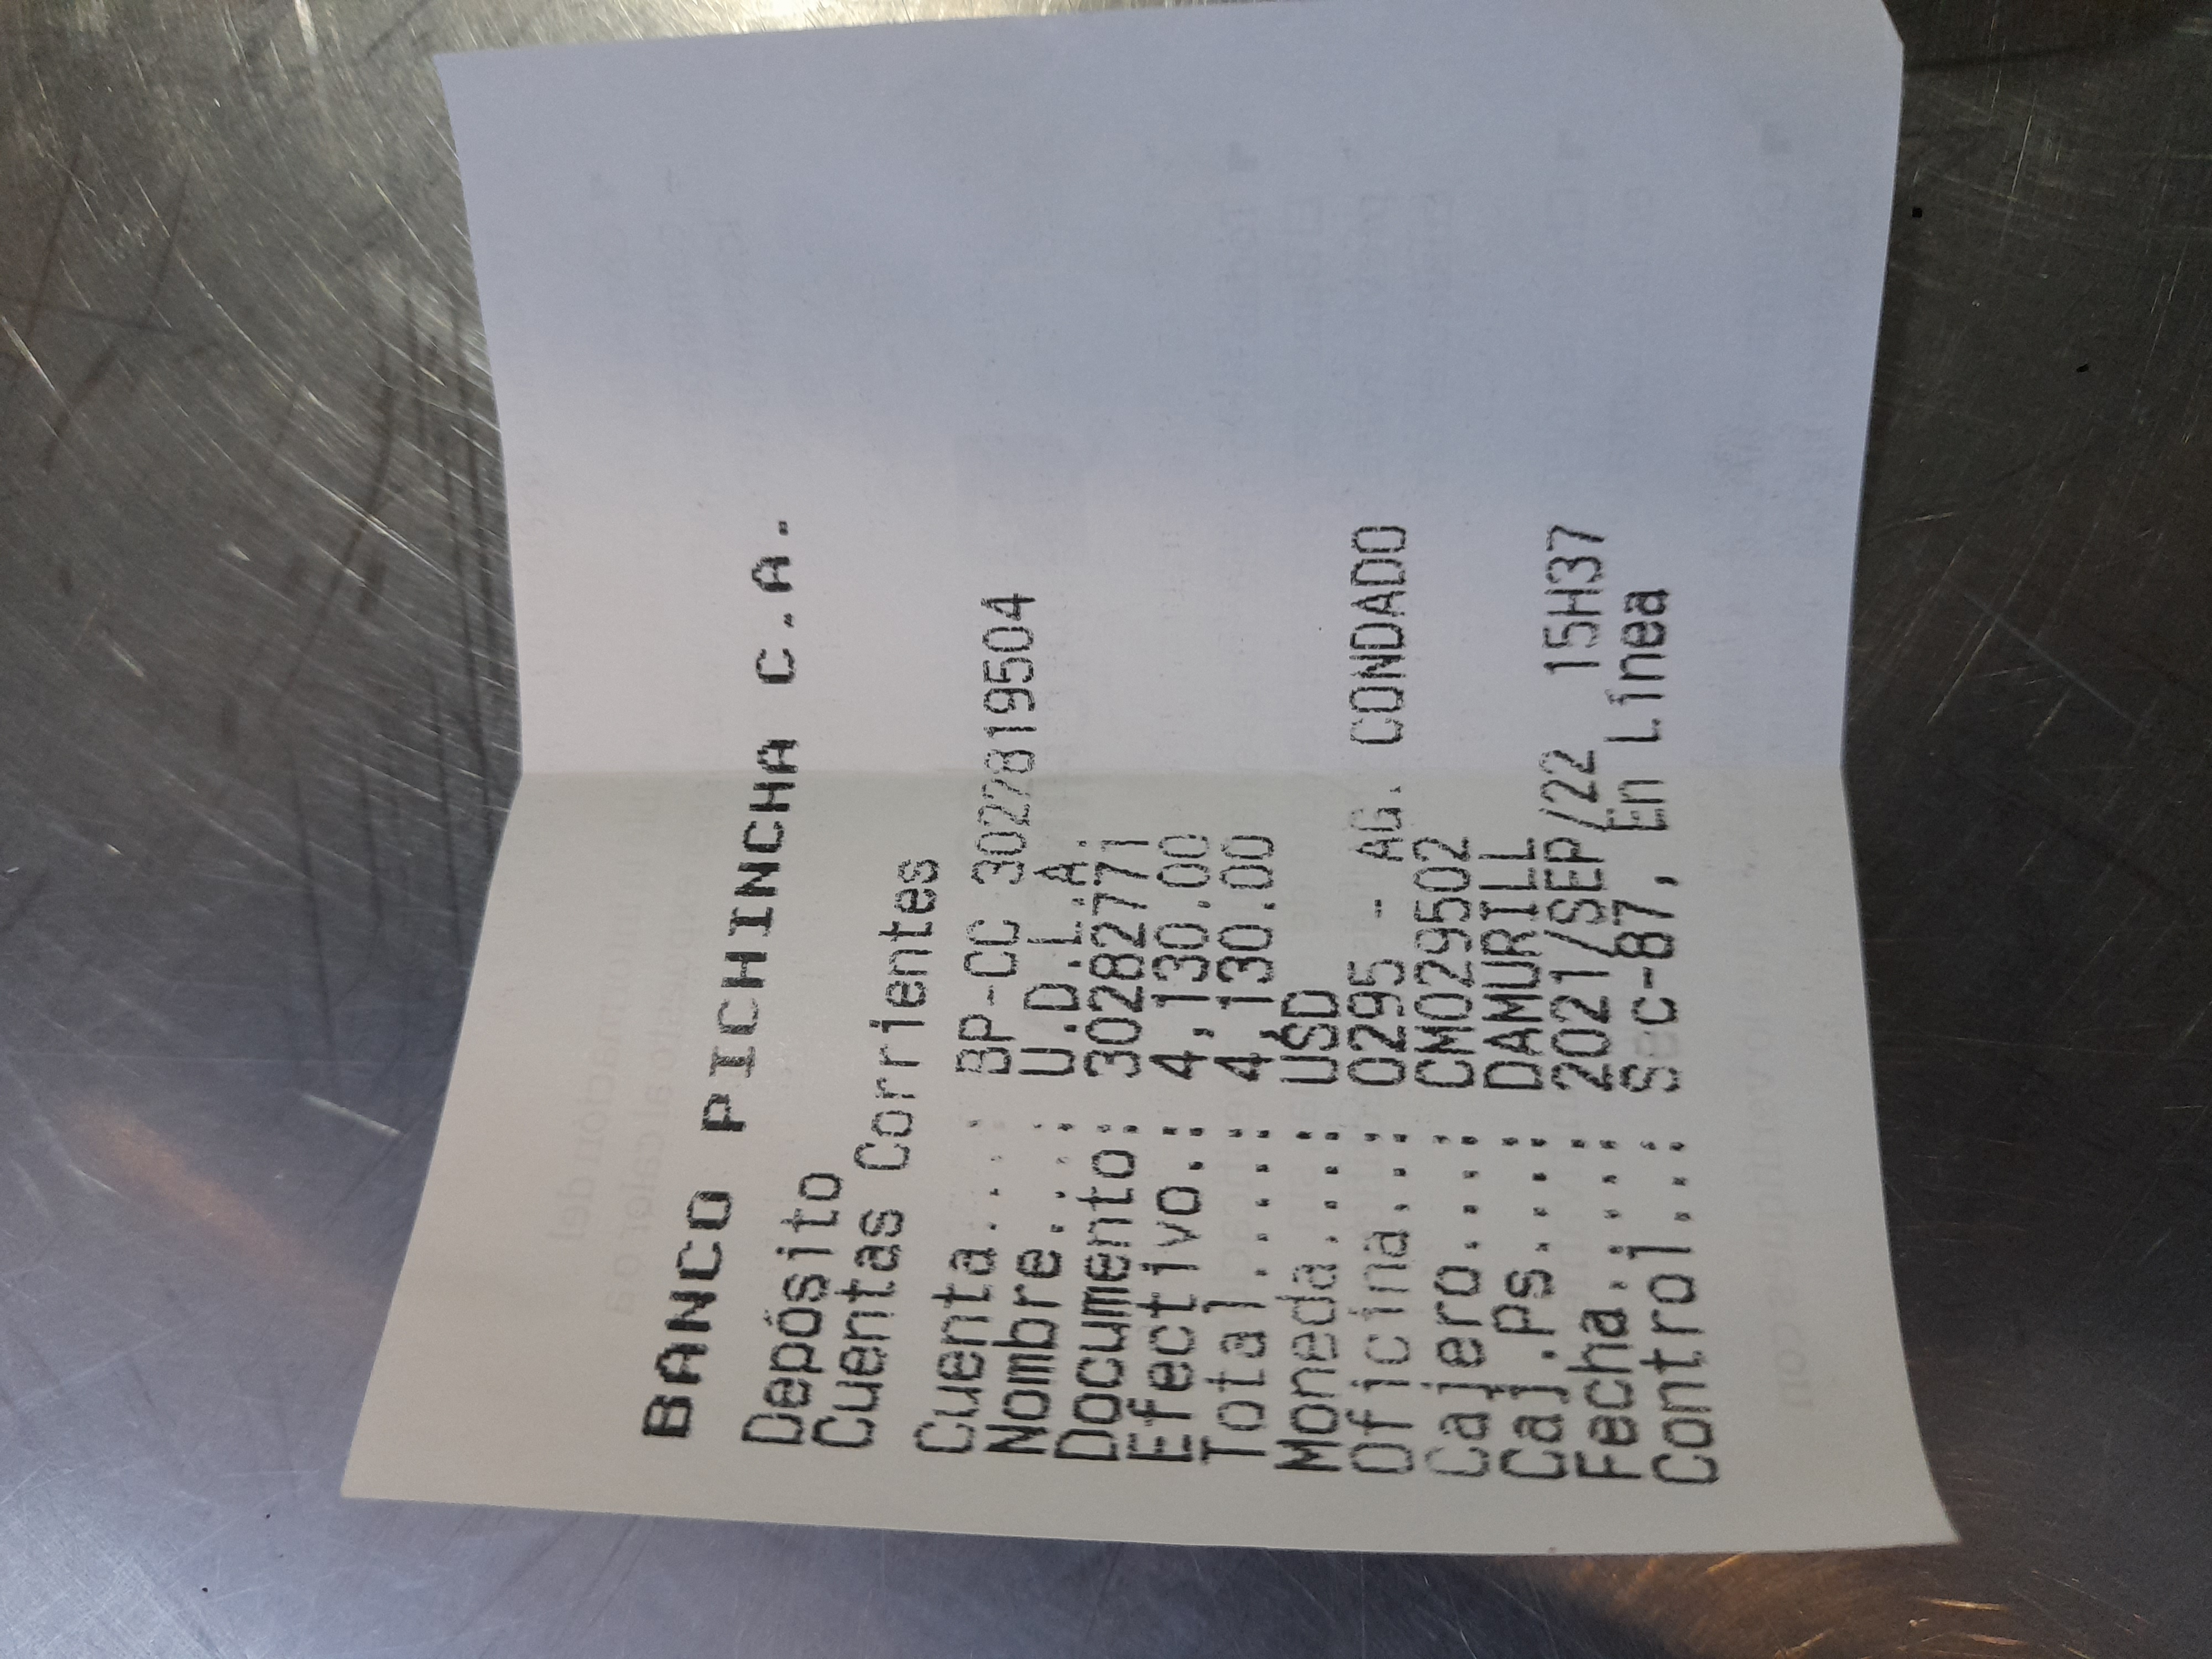 BANCO PICHINCHA C.A.
Depósito
Cuentas Corrientes
Cuenta....: BP-CC 3027819504
Nombre....: U.D.L.A.
Documento: 302827771
Efectivo.: 4,130.00
Total.....: 4,130.00
Moneda....: USD
Oficina...: 0295 - AG. CONDADO
Cajero....: CM029502
Caj.Ps....: DAMURILL
Fecha.....: 2021/SEP/22 15H37
Control...: Sec-87, En Línea